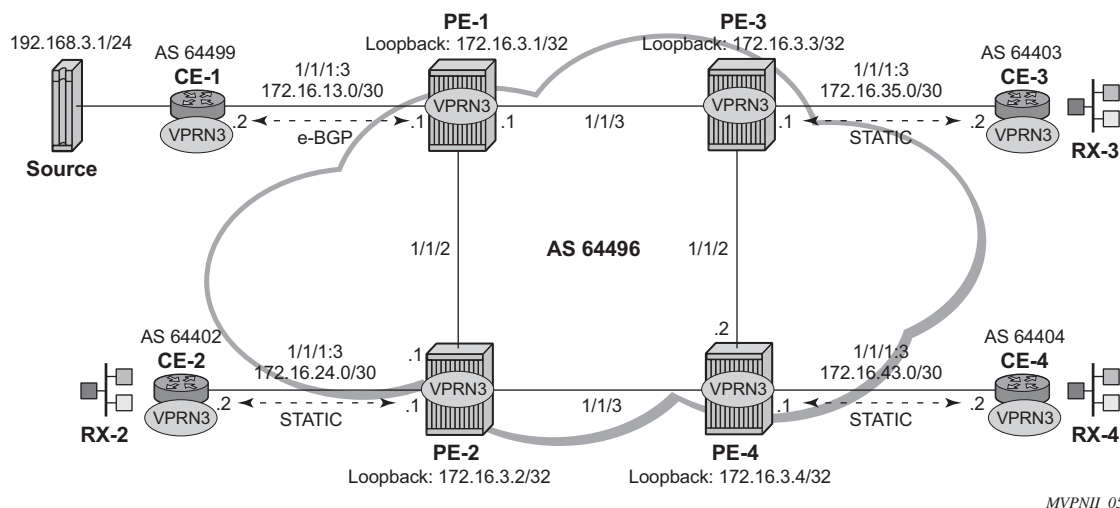 PE-1
PE-3
192.168.3.1/24
Loopback: 172.16.3.1/32
Loopback: 172.16.3.3/32
AS 64499
CE-1
1/1/1:3
172.16.13.0/30
VPRN3
.2
e-BGP
.1
VPRN3
.1
1/1/3
VPRN3
.1
1/1/1:3
172.16.35.0/30
STATIC
.2
AS 64403
CE-3
VPRN3
Source
RX-3
1/1/2
AS 64496
1/1/2
AS 64402
CE-2
1/1/1:3
172.16.24.0/30
VPRN3
.2
STATIC
.1
.1
VPRN3
1/1/3
.2
VPRN3
.1
1/1/1:3
172.16.43.0/30
STATIC
.2
AS 64404
CE-4
VPRN3
RX-2
RX-4
PE-2
PE-4
Loopback: 172.16.3.2/32
Loopback: 172.16.3.4/32